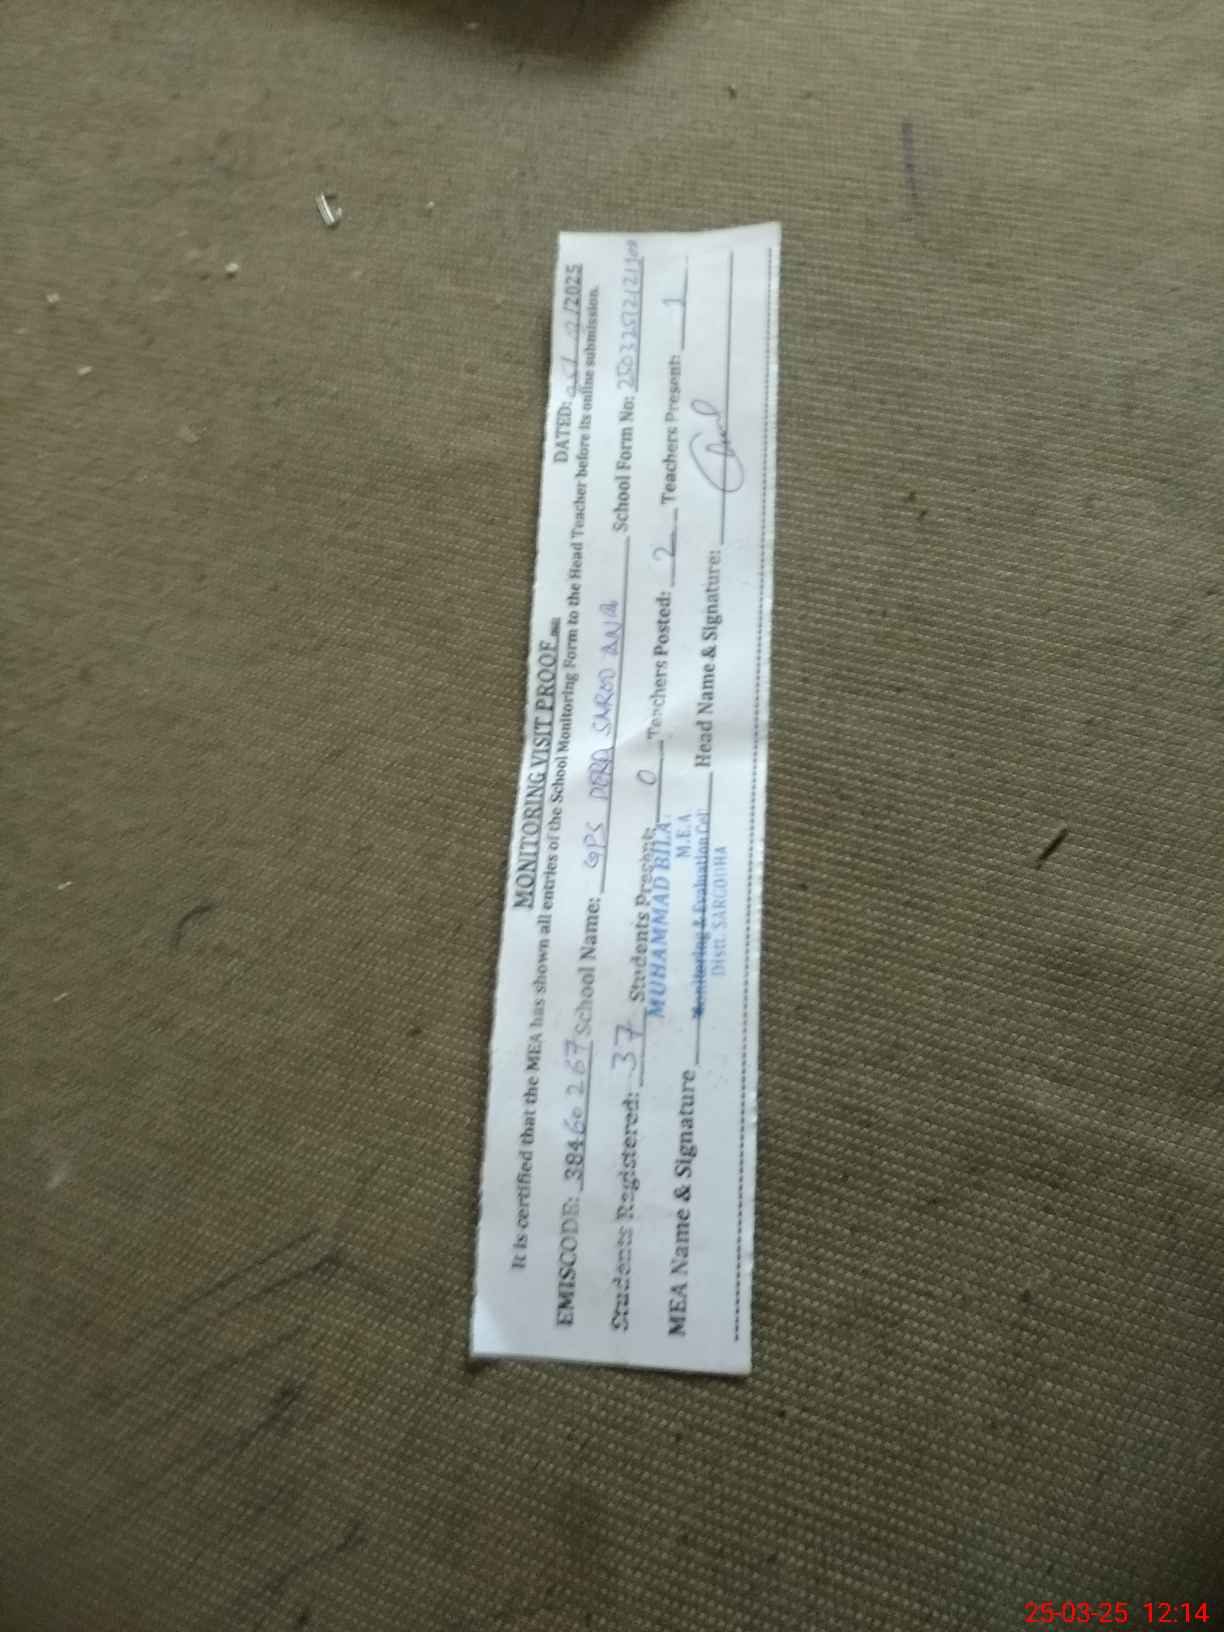 MONITORING VISIT PROOF
DATED: /2025
It is certified that the MEA has shown all entries of the School Monitoring Form to the Head Teacher before its online submission.
EMISCODE: 38460267 School Name: GPS School Form No:
Students Registered: 37 Students Present: 0 Teachers Posted: 2 Teachers Present: 1
MUHAMMAD BILAL
M.E.A
MEA Name & Signature Head Name & Signature:
Monitoring & Evaluation Cell
Distt. SARGODHA
25-03-25 12:14